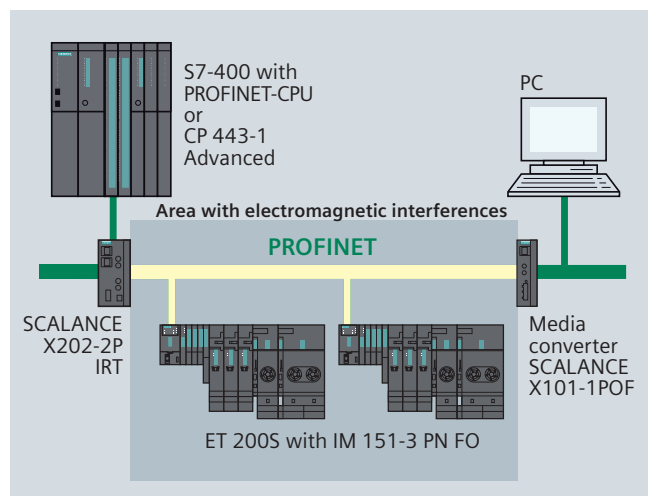 S7-400 with
PROFINET-CPU
or
CP 443-1
Advanced
PC
Area with electromagnetic interferences
PROFINET
SCALANCE
X202-2P
IRT
Media
converter
SCALANCE
X101-1POF
ET 200S with IM 151-3 PN FO